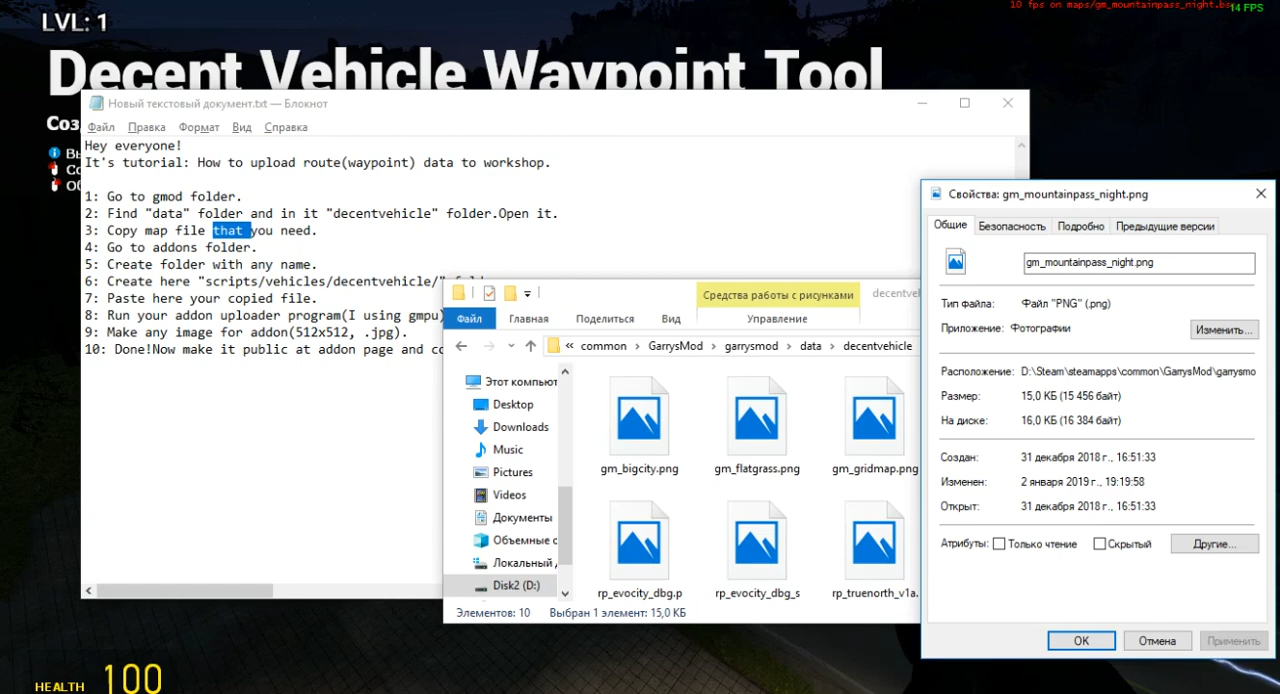 LVL: 1
10 fps on maps/gm_mountainpass_night.bs
14 FPS
Decent Vehicle Waypoint Tool
Новый текстовый документ.txt — Блокнот
Соз
Файл Правка Формат Вид Справка
Вы
Со
Об
Hey everyone!
It's tutorial: How to upload route(waypoint) data to workshop.
1: Go to gmod folder.
2: Find "data" folder and in it "decentvehicle" folder.Open it.
3: Copy map file that you need.
4: Go to addons folder.
5: Create folder with any name.
6: Create here "scripts/vehicles/decentvehicle/"
7: Paste here your copied file.
8: Run your addon uploader program(I using gmpu)
9: Make any image for addon(512x512, .jpg).
10: Done!Now make it public at addon page and co
Средства работы с рисунками decentveh
Файл Главная Поделиться Вид Управление
« common › GarrysMod › garrysmod › data › decentvehicle
Этот компьют
Desktop
Downloads
Music
Pictures
Videos
Документы
Объемные о
Локальный
Disk2 (D:)
gm_bigcity.png gm_flatgrass.png gm_gridmap.png
rp_evocity_dbg.p rp_evocity_dbg_s rp_truenorth_v1a.
Элементов: 10 Выбран 1 элемент: 15,0 КБ
Свойства: gm_mountainpass_night.png
Общие Безопасность Подробно Предыдущие версии
gm_mountainpass_night.png
Тип файла: Файл "PNG" (.png)
Приложение: Фотографии Изменить...
Расположение: D:\Steam\steamapps\common\GarrysMod\garrysmo
Размер: 15,0 КБ (15 456 байт)
На диске: 16,0 КБ (16 384 байт)
Создан: 31 декабря 2018 г., 16:51:33
Изменен: 2 января 2019 г., 19:19:58
Открыт: 31 декабря 2018 г., 16:51:33
Атрибуты: Только чтение Скрытый Другие...
OK Отмена Применить
HEALTH 100